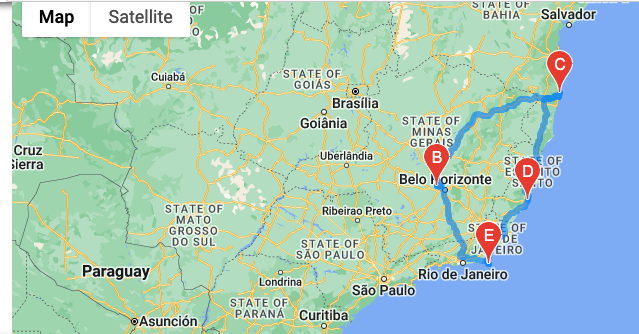 Map
Satellite
STATE OF
BAHIA
Salvador
C
Cuiabá
STATE OF
GOIÁS
Brasília
Goiânia
STATE OF
MINAS
GERAIS
Cruz
Sierra
STATE OF
MATO
GROSSO
DO SUL
Uberlândia
B
Belo Horizonte
STATE OF
ESPÍRITO
SANTO
D
Ribeirao Preto
E
STATE OF
RIO DE
JANEIRO
STATE OF
SÃO PAULO
Rio de Janeiro
Paraguay
Londrina
São Paulo
STATE OF
PARANÁ
Curitiba
Asunción